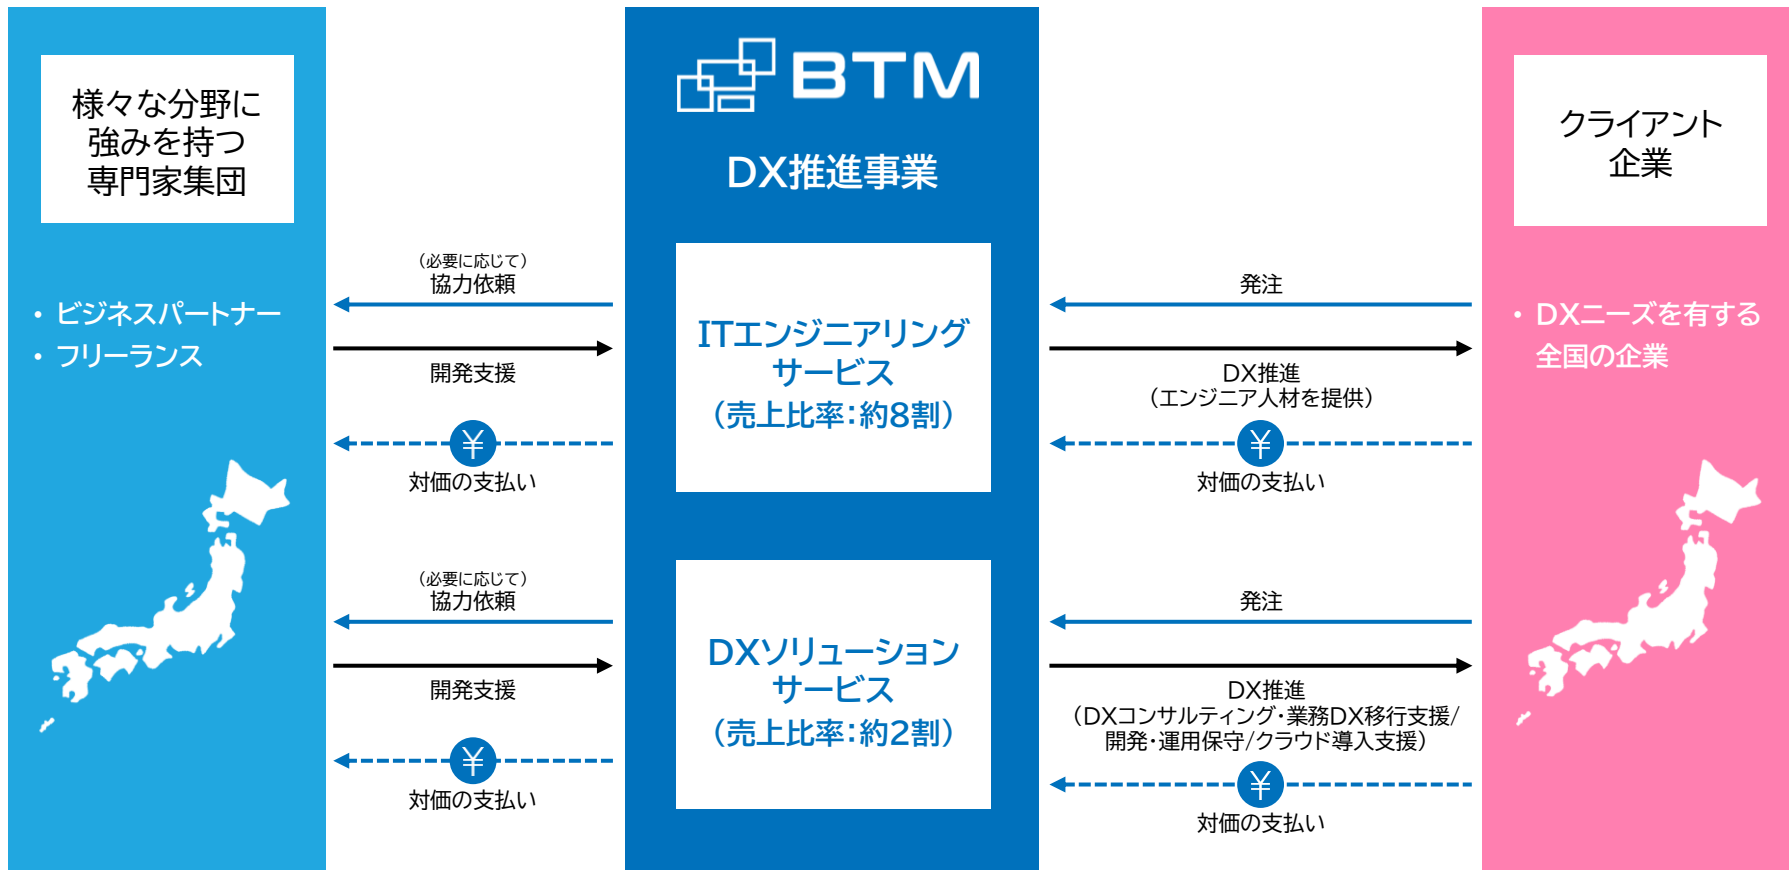 様々な分野に
強みを持つ
専門家集団
・ ビジネスパートナー
・ フリーランス
(必要に応じて)
協力依頼
開発支援
¥
対価の支払い
(必要に応じて)
協力依頼
開発支援
¥
対価の支払い
BTM
DX推進事業
ITエンジニアリング
サービス
(売上比率:約8割)
DXソリューション
サービス
(売上比率:約2割)
発注
DX推進
(エンジニア人材を提供)
¥
対価の支払い
発注
DX推進
(DXコンサルティング・業務DX移行支援/
開発・運用保守/クラウド導入支援)
¥
対価の支払い
クライアント
企業
・ DXニーズを有する
全国の企業